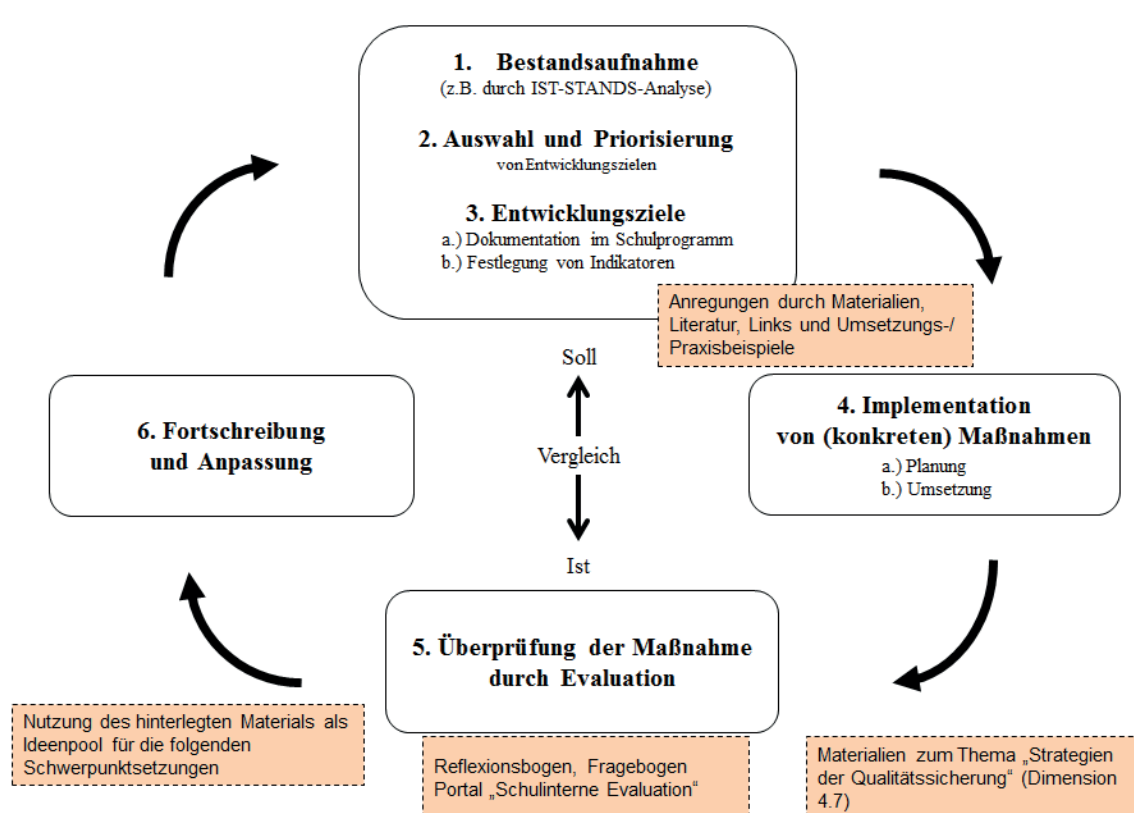 1. Bestandsaufnahme
(z.B. durch IST-STANDS-Analyse)
2. Auswahl und Priorisierung
von Entwicklungszielen
3. Entwicklungsziele
a.) Dokumentation im Schulprogramm
b.) Festlegung von Indikatoren
Anregungen durch Materialien,
Literatur, Links und Umsetzungs-/
Praxisbeispiele
Soll
Vergleich
Ist
4. Implementation
von (konkreten) Maßnahmen
a.) Planung
b.) Umsetzung
6. Fortschreibung
und Anpassung
5. Überprüfung der Maßnahme
durch Evaluation
Nutzung des hinterlegten Materials als
Ideenpool für die folgenden
Schwerpunktsetzungen
Reflexionsbogen, Fragebogen
Portal „Schulinterne Evaluation“
Materialien zum Thema „Strategien
der Qualitätssicherung“ (Dimension
4.7)